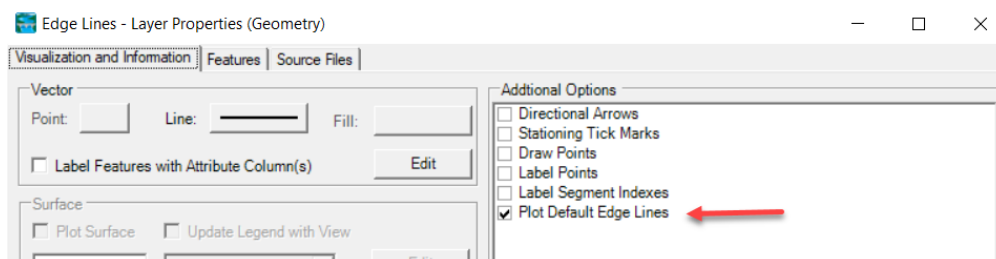 Edge Lines - Layer Properties (Geometry)
Visualization and Information Features Source Files
Vector
Point: Line: Fill:
Label Features with Attribute Column(s) Edit
Surface
Plot Surface Update Legend with View
Edit
Addtional Options
Directional Arrows
Stationing Tick Marks
Draw Points
Label Points
Label Segment Indexes
Plot Default Edge Lines